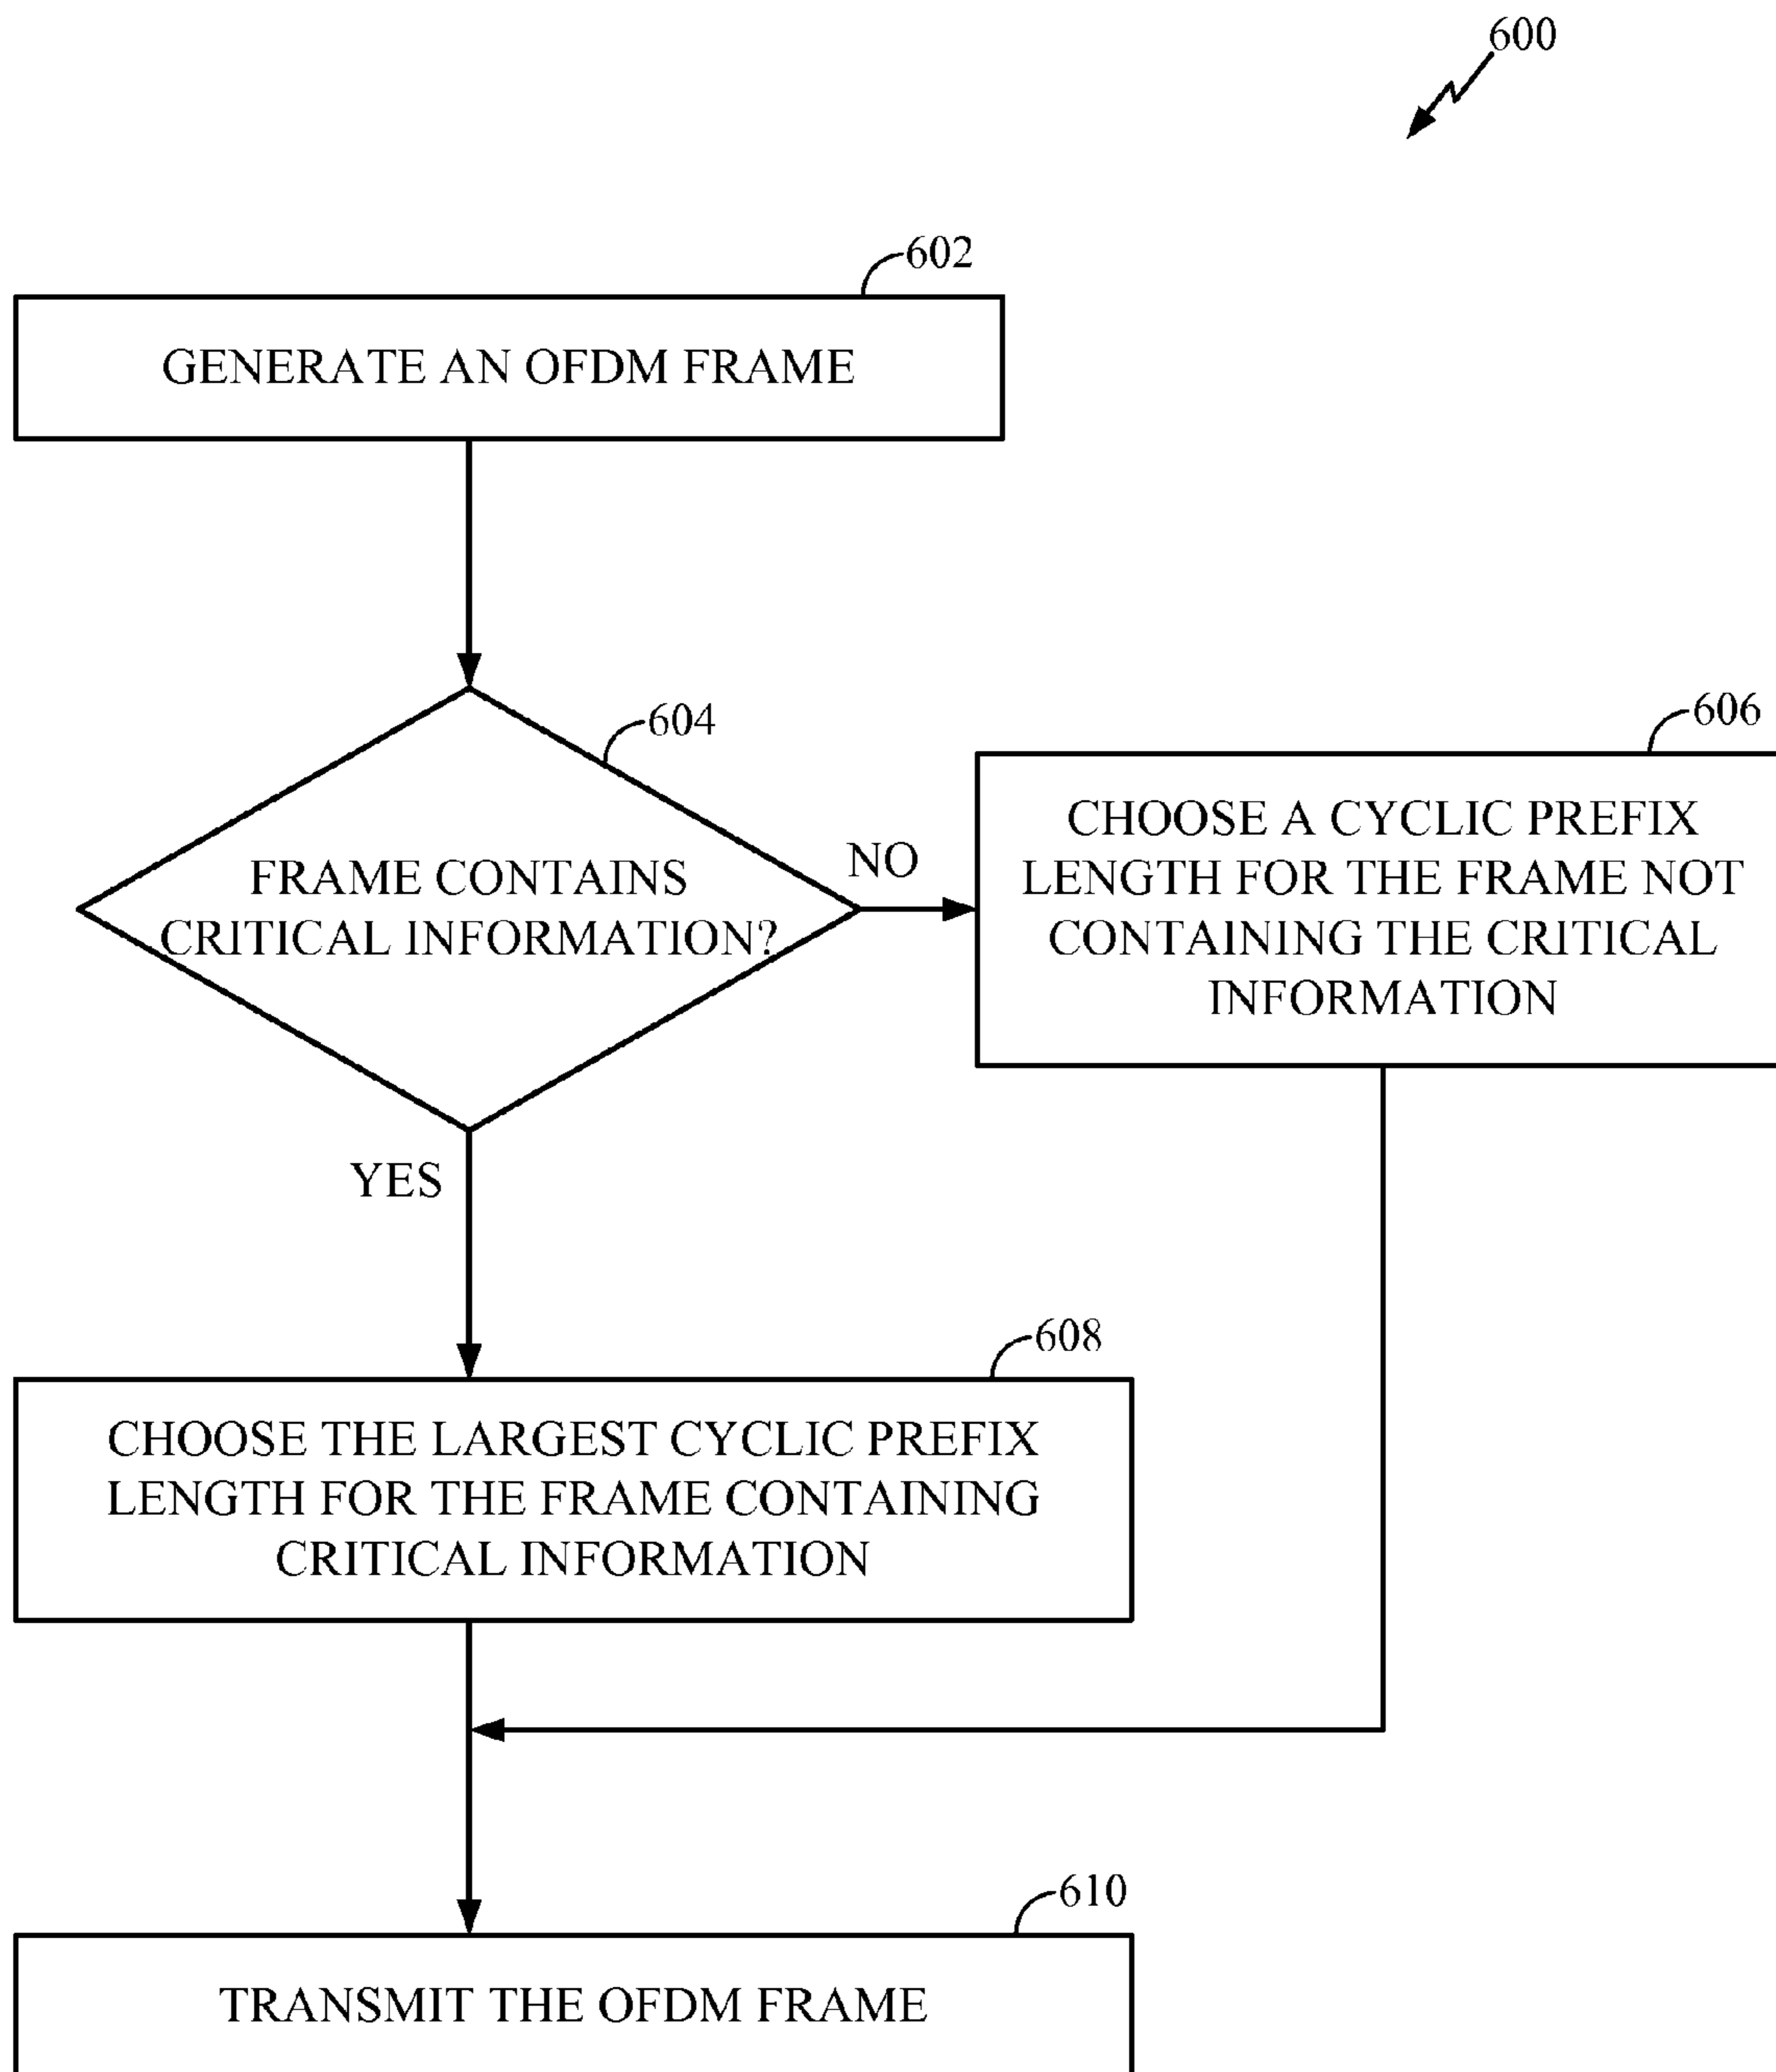 600
602
GENERATE AN OFDM FRAME
604
FRAME CONTAINS
CRITICAL INFORMATION?
NO
606
CHOOSE A CYCLIC PREFIX
LENGTH FOR THE FRAME NOT
CONTAINING THE CRITICAL
INFORMATION
YES
608
CHOOSE THE LARGEST CYCLIC PREFIX
LENGTH FOR THE FRAME CONTAINING
CRITICAL INFORMATION
610
TRANSMIT THE OFDM FRAME